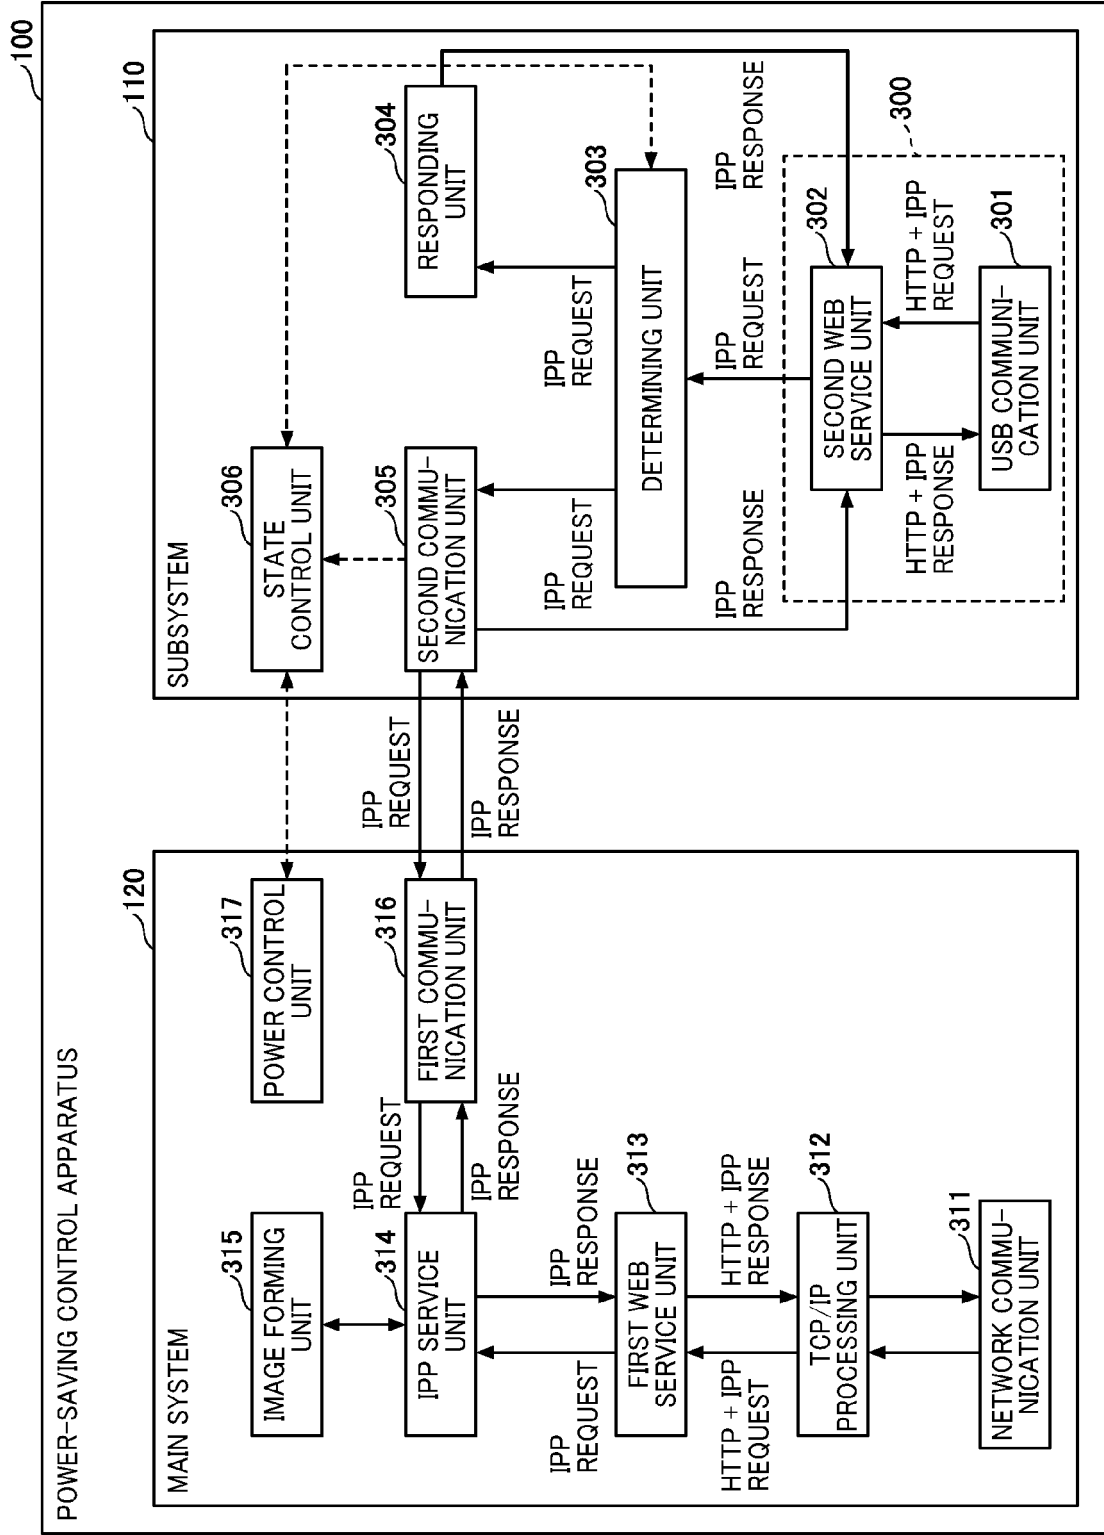 POWER-SAVING CONTROL APPARATUS
100
MAIN SYSTEM
120
IMAGE FORMING
UNIT
315
POWER CONTROL
UNIT
317
IPP SERVICE
UNIT
314
IPP
REQUEST
IPP
RESPONSE
FIRST COMMU-
NICATION UNIT
316
IPP
REQUEST
IPP
RESPONSE
IPP
REQUEST
IPP
RESPONSE
FIRST WEB
SERVICE UNIT
313
HTTP + IPP
REQUEST
HTTP + IPP
RESPONSE
TCP/IP
PROCESSING UNIT
312
NETWORK COMMU-
NICATION UNIT
311
SUBSYSTEM
110
STATE
CONTROL UNIT
306
SECOND COMMU-
NICATION UNIT
305
RESPONDING
UNIT
304
IPP
REQUEST
IPP
REQUEST
DETERMINING UNIT
303
IPP
RESPONSE
IPP
REQUEST
IPP
RESPONSE
SECOND WEB
SERVICE UNIT
302
300
HTTP + IPP
RESPONSE
HTTP + IPP
REQUEST
USB COMMUNI-
CATION UNIT
301